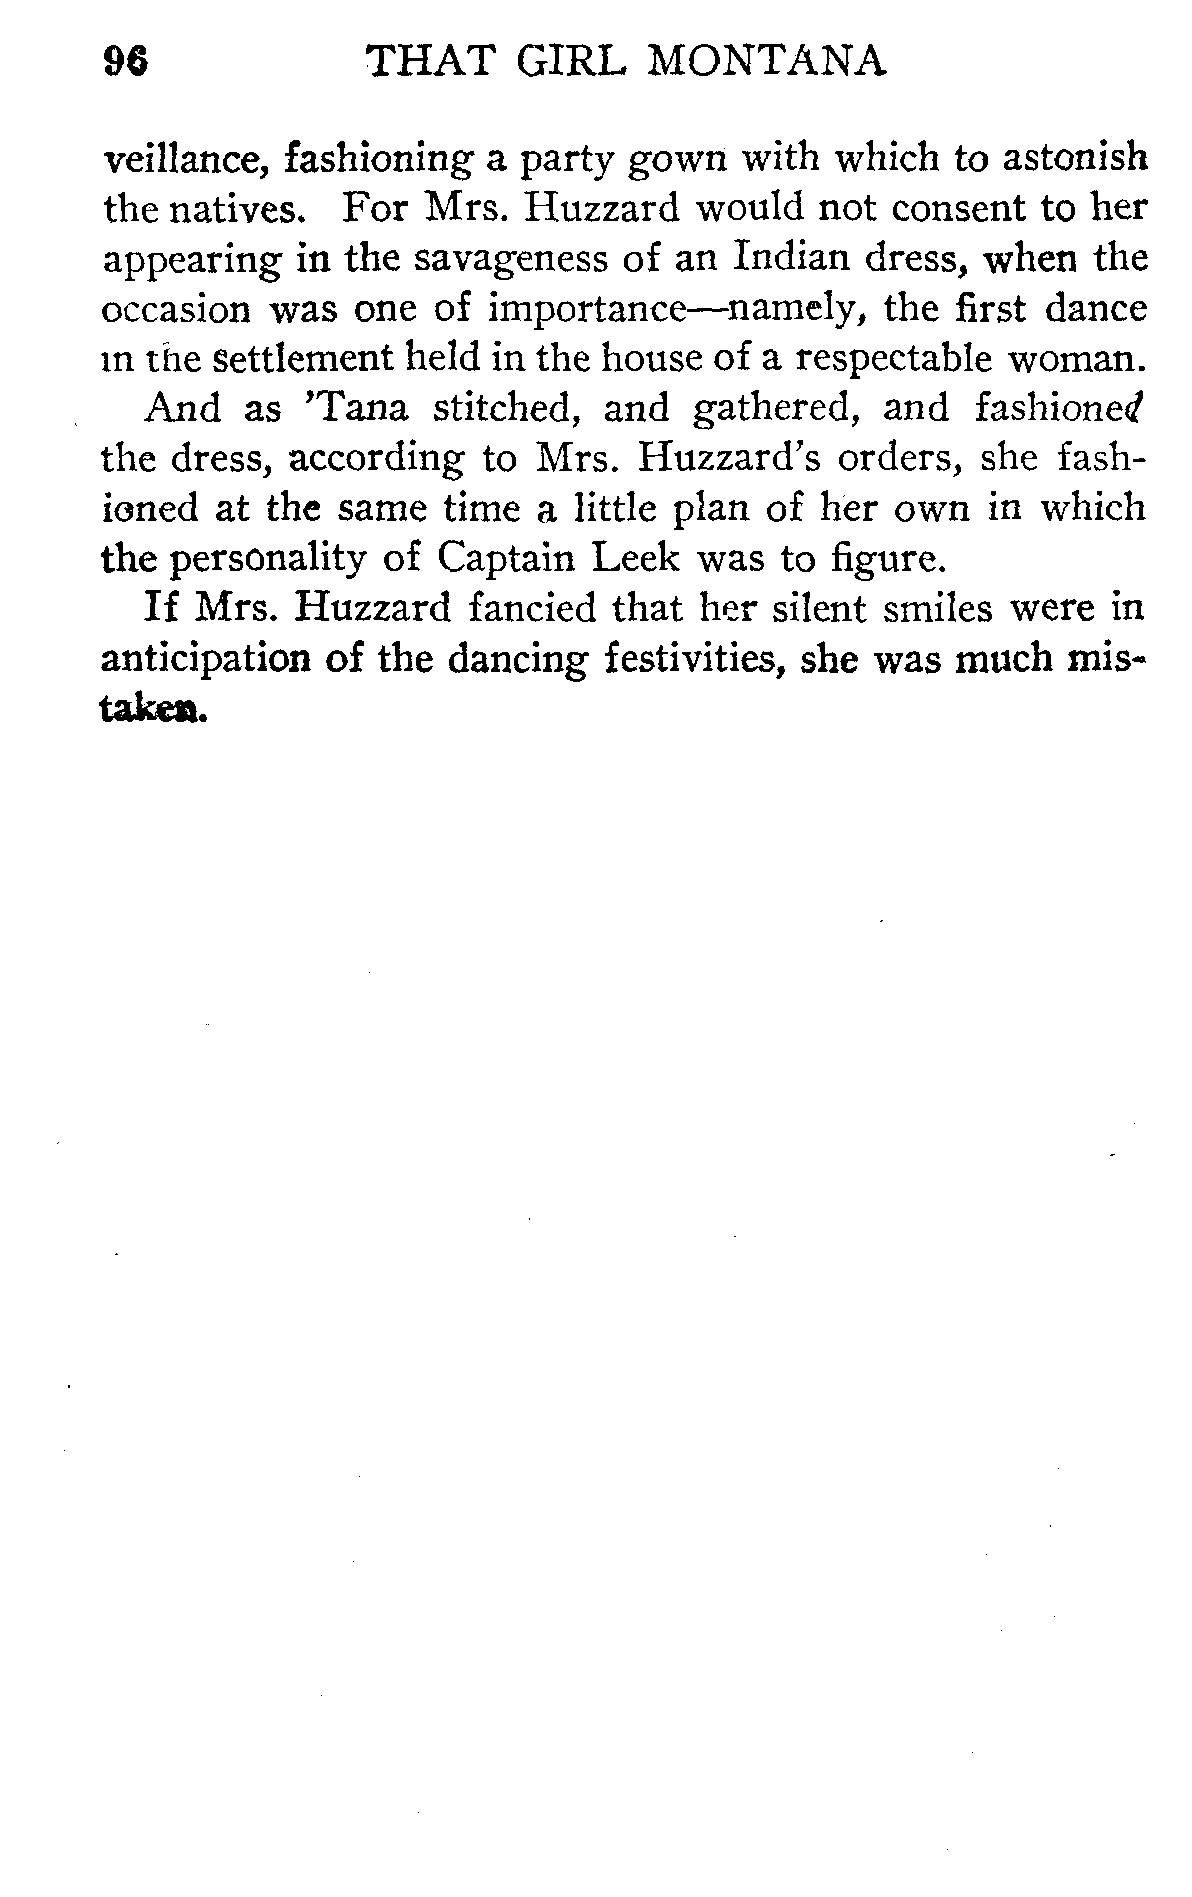 96 THAT GIRL MONTANA
veillance, fashioning a party gown with which to astonish
the natives. For Mrs. Huzzard would not consent to her
appearing in the savageness of an Indian dress, when the
occasion was one of importance—namely, the first dance
in the settlement held in the house of a respectable woman.
And as 'Tana stitched, and gathered, and fashioned
the dress, according to Mrs. Huzzard's orders, she fash-
ioned at the same time a little plan of her own in which
the personality of Captain Leek was to figure.
If Mrs. Huzzard fancied that her silent smiles were in
anticipation of the dancing festivities, she was much mis-
taken.